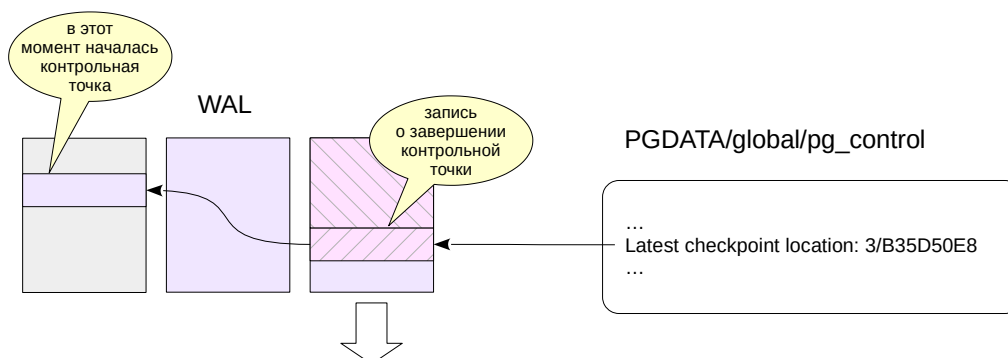 в этот
момент началась
контрольная
точка
WAL
запись
о завершении
контрольной
точки
PGDATA/global/pg_control
...
Latest checkpoint location: 3/B35D50E8
...